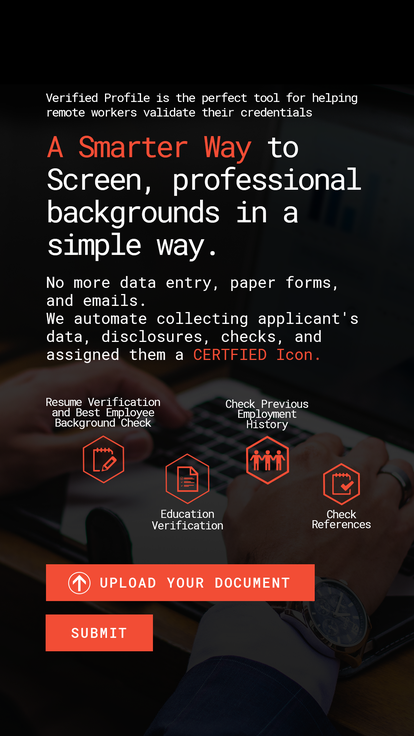 Verified Profile is the perfect tool for helping
remote workers validate their credentials
A Smarter Way to
Screen, professional
backgrounds in a
simple way.
No more data entry, paper forms,
and emails.
We automate collecting applicant's
data, disclosures, checks, and
assigned them a CERTFIED Icon.
Resume Verification
and Best Employee
Background Check
Check Previous
Employment
History
Education
Verification
Check
References
UPLOAD YOUR DOCUMENT
SUBMIT